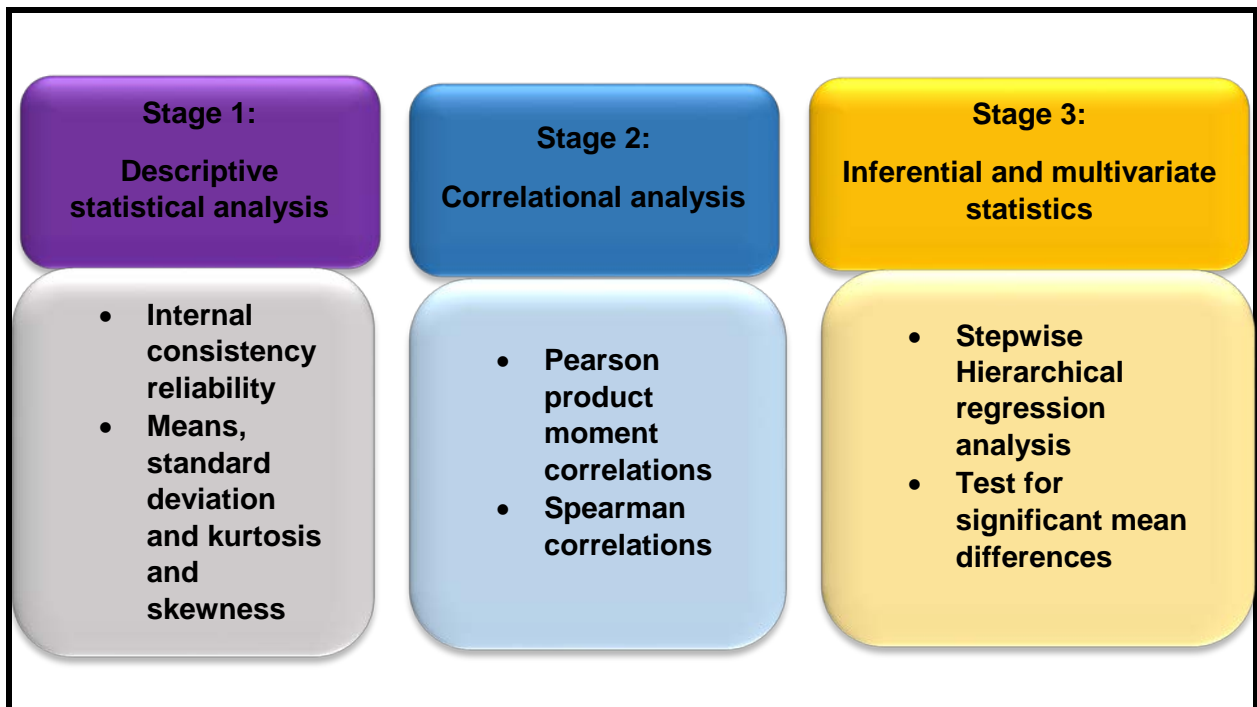 Stage 1:
Descriptive
statistical analysis
• Internal
consistency
reliability
• Means,
standard
deviation
and kurtosis
and
skewness
Stage 2:
Correlational analysis
• Pearson
product
moment
correlations
• Spearman
correlations
Stage 3:
Inferential and multivariate
statistics
• Stepwise
Hierarchical
regression
analysis
• Test for
significant mean
differences